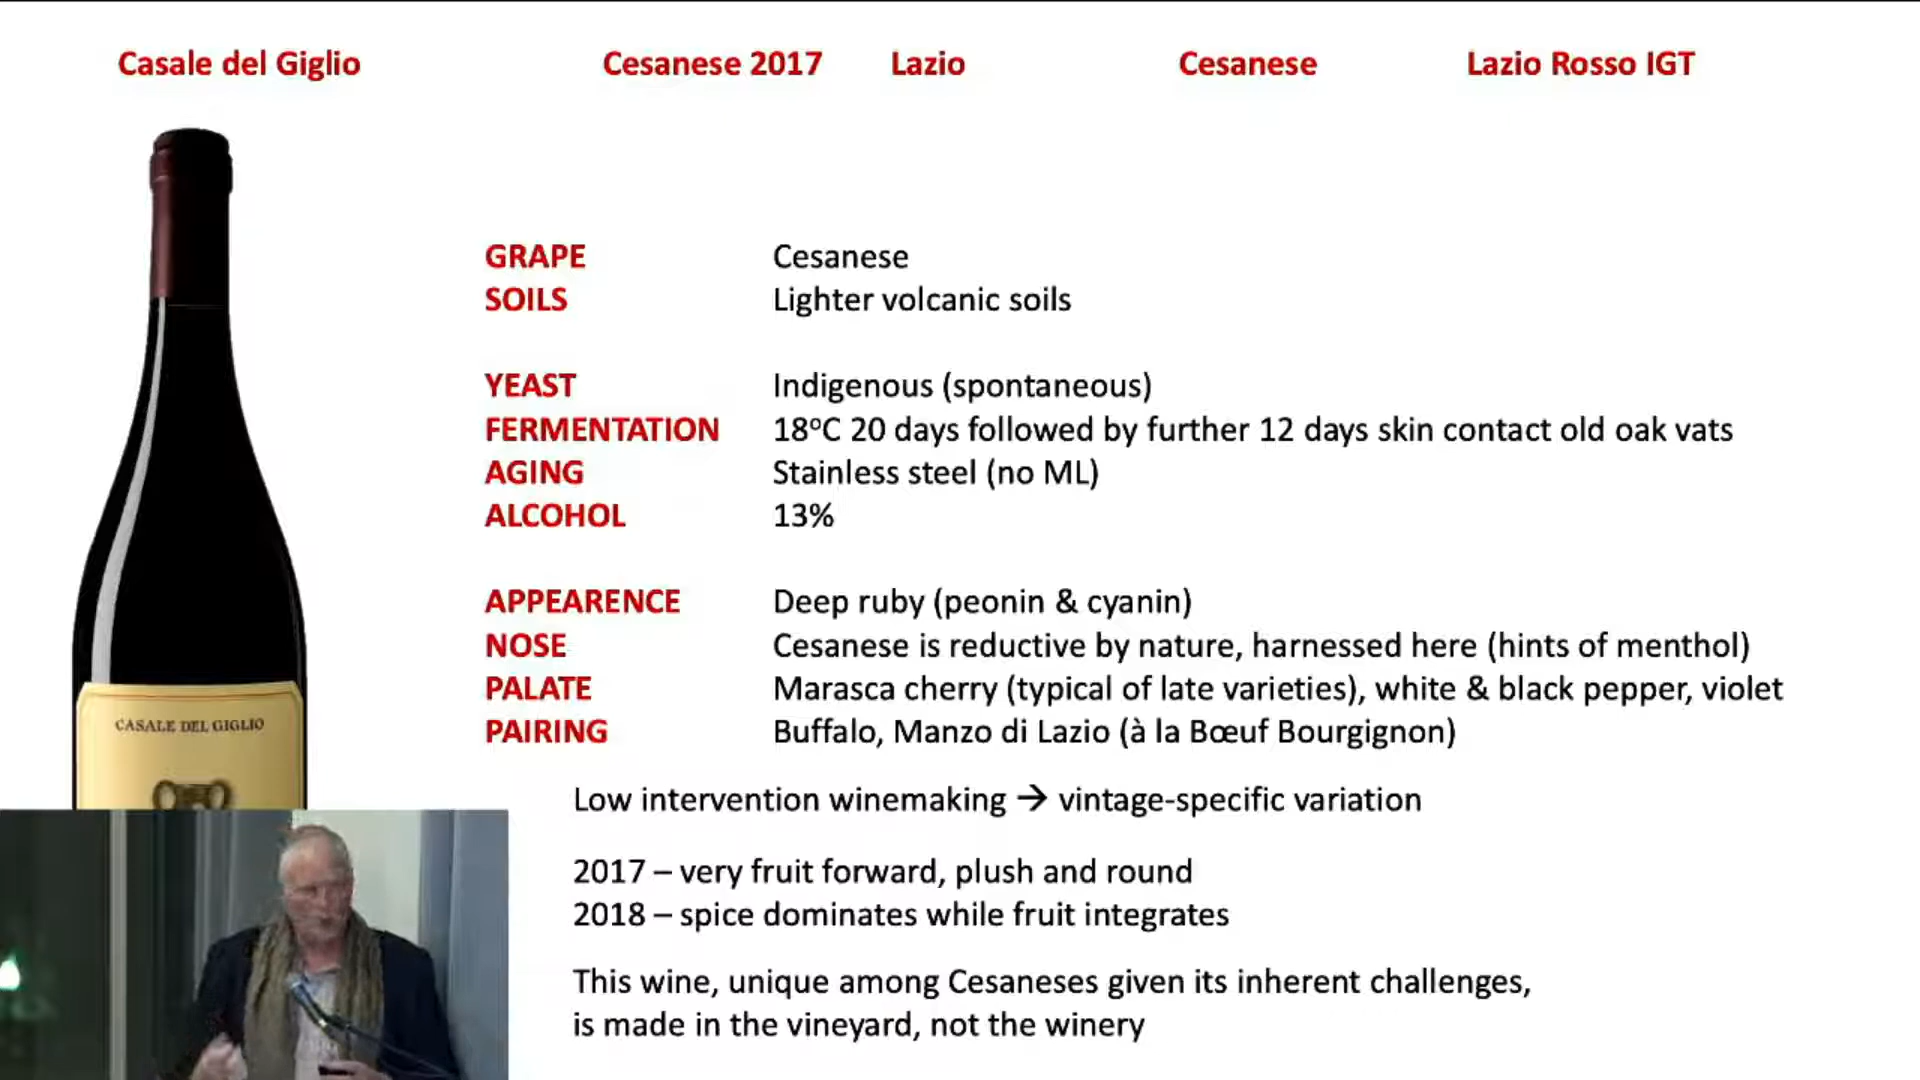 Casale del Giglio Cesanese 2017 Lazio Cesanese Lazio Rosso IGT
GRAPE Cesanese
SOILS Lighter volcanic soils
YEAST Indigenous (spontaneous)
FERMENTATION 18ºC 20 days followed by further 12 days skin contact old oak vats
AGING Stainless steel (no ML)
ALCOHOL 13%
APPEARENCE Deep ruby (peonin & cyanin)
NOSE Cesanese is reductive by nature, harnessed here (hints of menthol)
PALATE Marasca cherry (typical of late varieties), white & black pepper, violet
PAIRING Buffalo, Manzo di Lazio (à la Bœuf Bourgignon)
CASALE DEL GIGLIO
Low intervention winemaking → vintage-specific variation
2017 – very fruit forward, plush and round
2018 – spice dominates while fruit integrates
This wine, unique among Cesaneses given its inherent challenges,
is made in the vineyard, not the winery